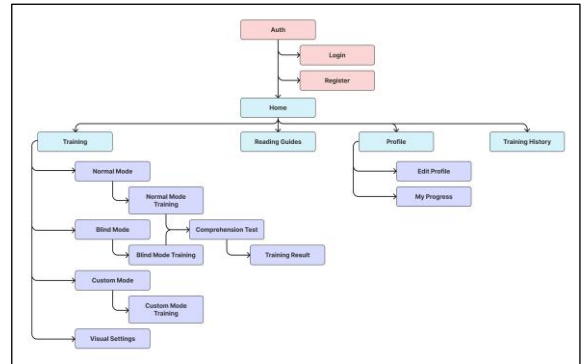 Auth
Login
Register
Home
Training
Reading Guides
Profile
Training History
Normal Mode
Edit Profile
Normal Mode
Training
My Progress
Blind Mode
Comprehension Test
Blind Mode Training
Training Result
Custom Mode
Custom Mode
Training
Visual Settings